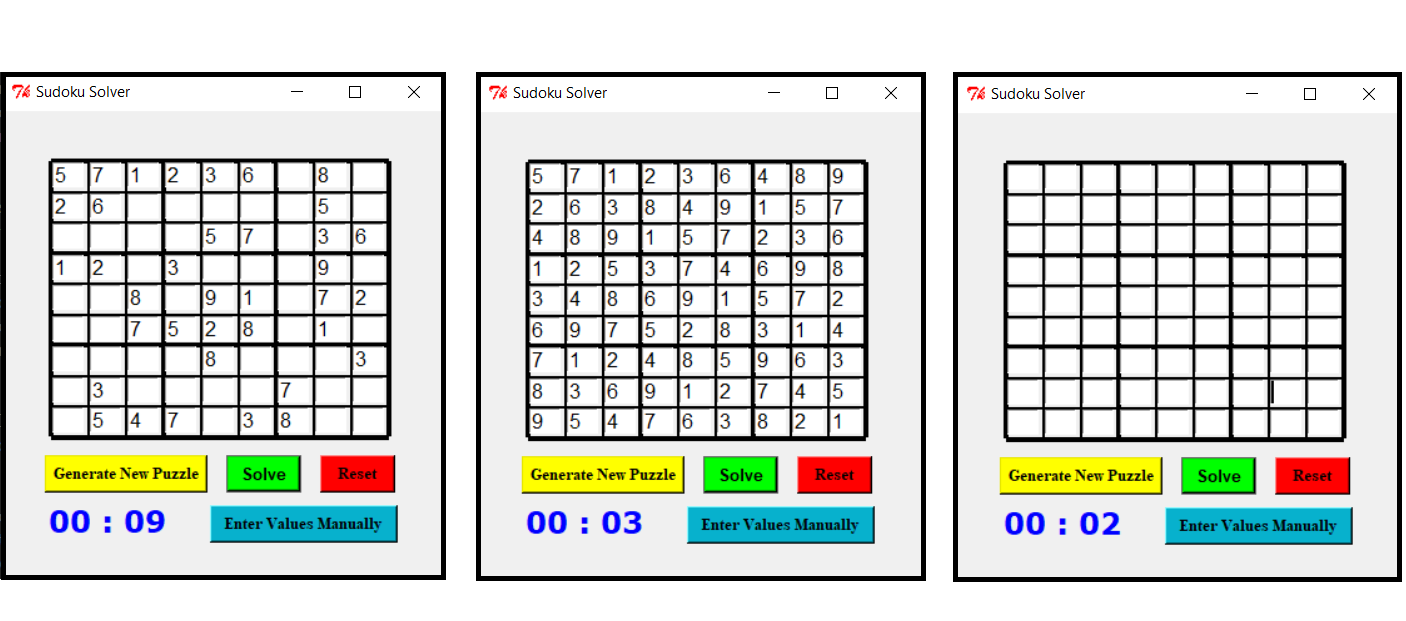 Sudoku Solver
5 7 1 2 3 6 8
2 6 5
5 7 3 6
1 2 3 9
8 9 1 7 2
7 5 2 8 1
8 3
3 7
5 4 7 3 8
Generate New Puzzle Solve Reset
00 : 09 Enter Values Manually
Sudoku Solver
5 7 1 2 3 6 4 8 9
2 6 3 8 4 9 1 5 7
4 8 9 1 5 7 2 3 6
1 2 5 3 7 4 6 9 8
3 4 8 6 9 1 5 7 2
6 9 7 5 2 8 3 1 4
7 1 2 4 8 5 9 6 3
8 3 6 9 1 2 7 4 5
9 5 4 7 6 3 8 2 1
Generate New Puzzle Solve Reset
00 : 03 Enter Values Manually
Sudoku Solver
Generate New Puzzle Solve Reset
00 : 02 Enter Values Manually